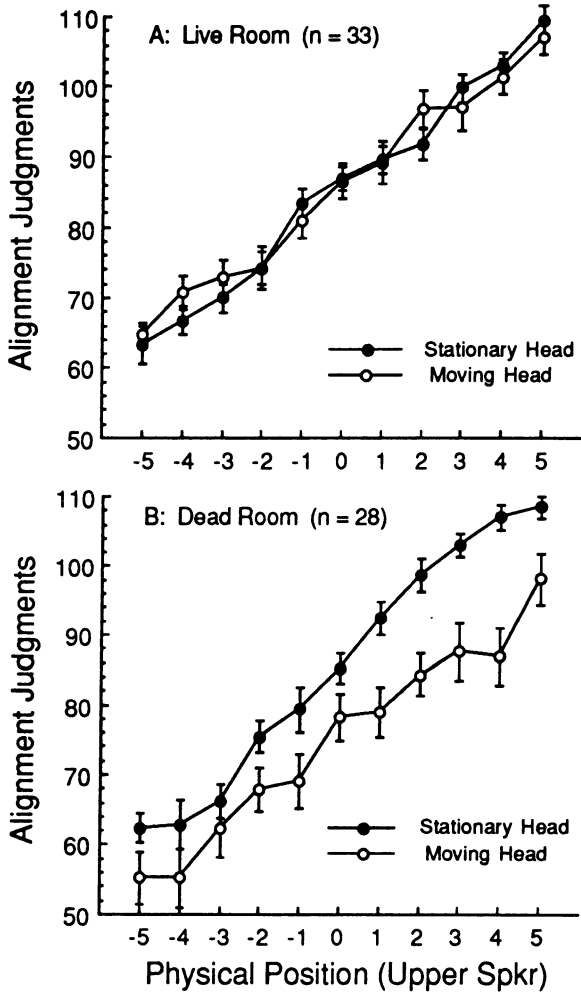 Alignment Judgments
110
100
90
80
70
60
50
A: Live Room (n = 33)
Stationary Head
Moving Head
-5 -4 -3 -2 -1 0 1 2 3 4 5
Alignment Judgments
110
100
90
80
70
60
50
B: Dead Room (n = 28)
Stationary Head
Moving Head
-5 -4 -3 -2 -1 0 1 2 3 4 5
Physical Position (Upper Spkr)